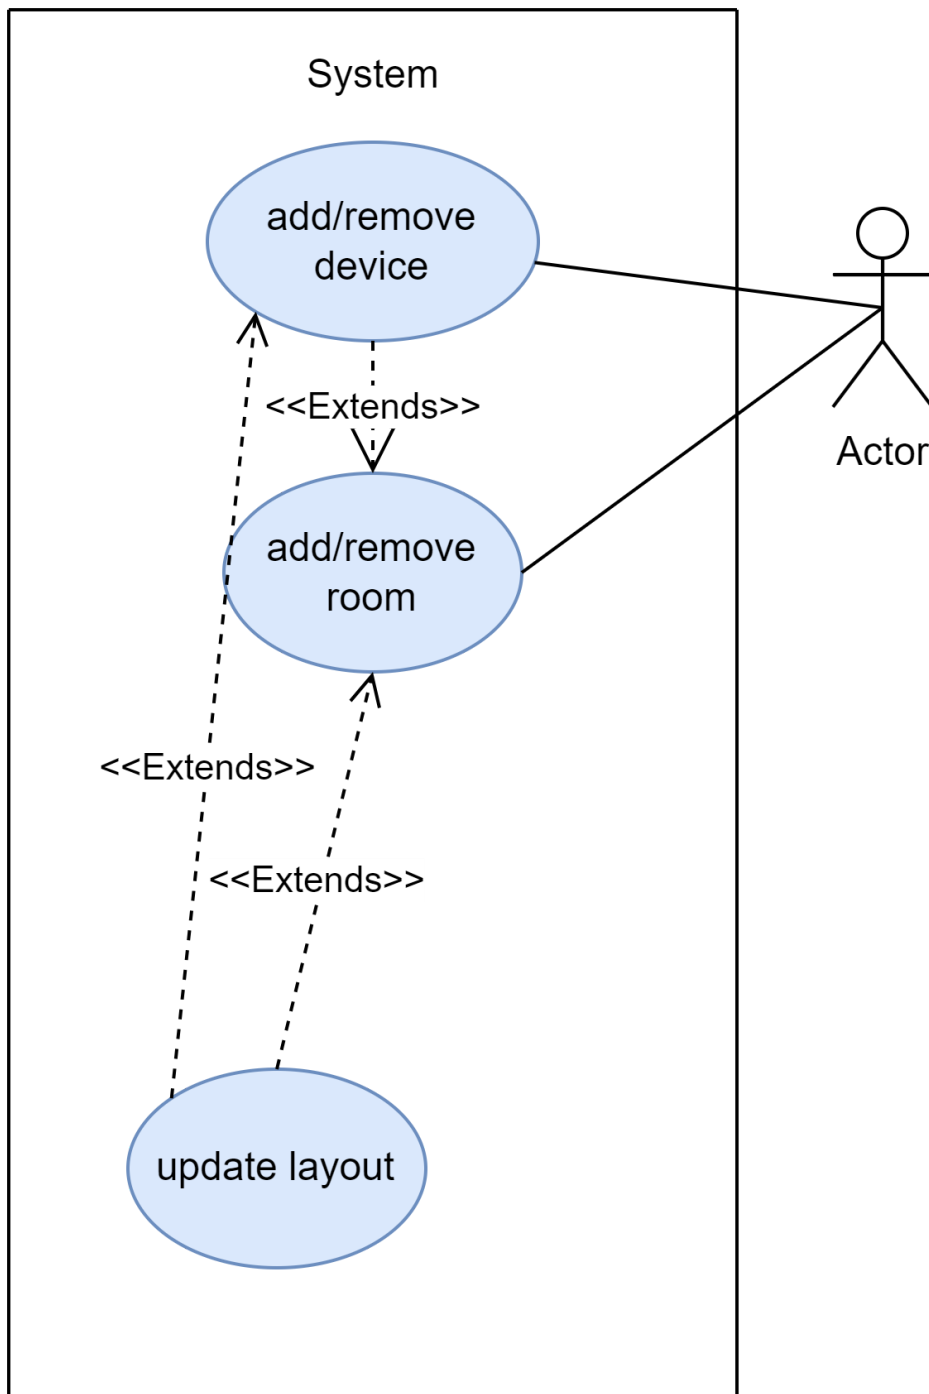 System
add/remove
device
<<Extends>>
Actor
add/remove
room
<<Extends>>
<<Extends>>
update layout